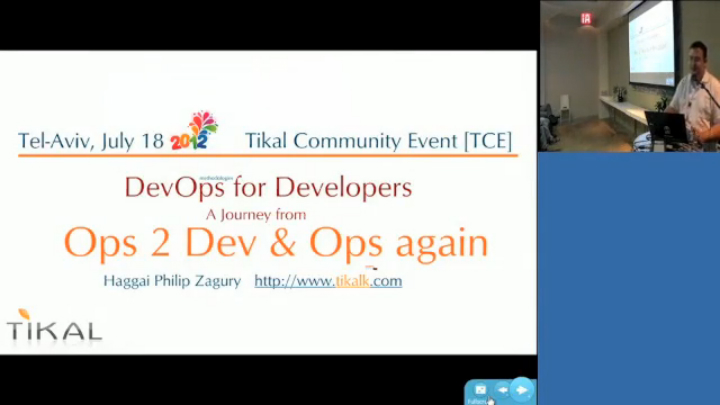 Tel-Aviv, July 18 2012 Tikal Community Event [TCE]
methodologies
DevOps for Developers
A Journey from
Ops 2 Dev & Ops again
Haggai Philip Zagury http://www.tikalk.com
TIKAL